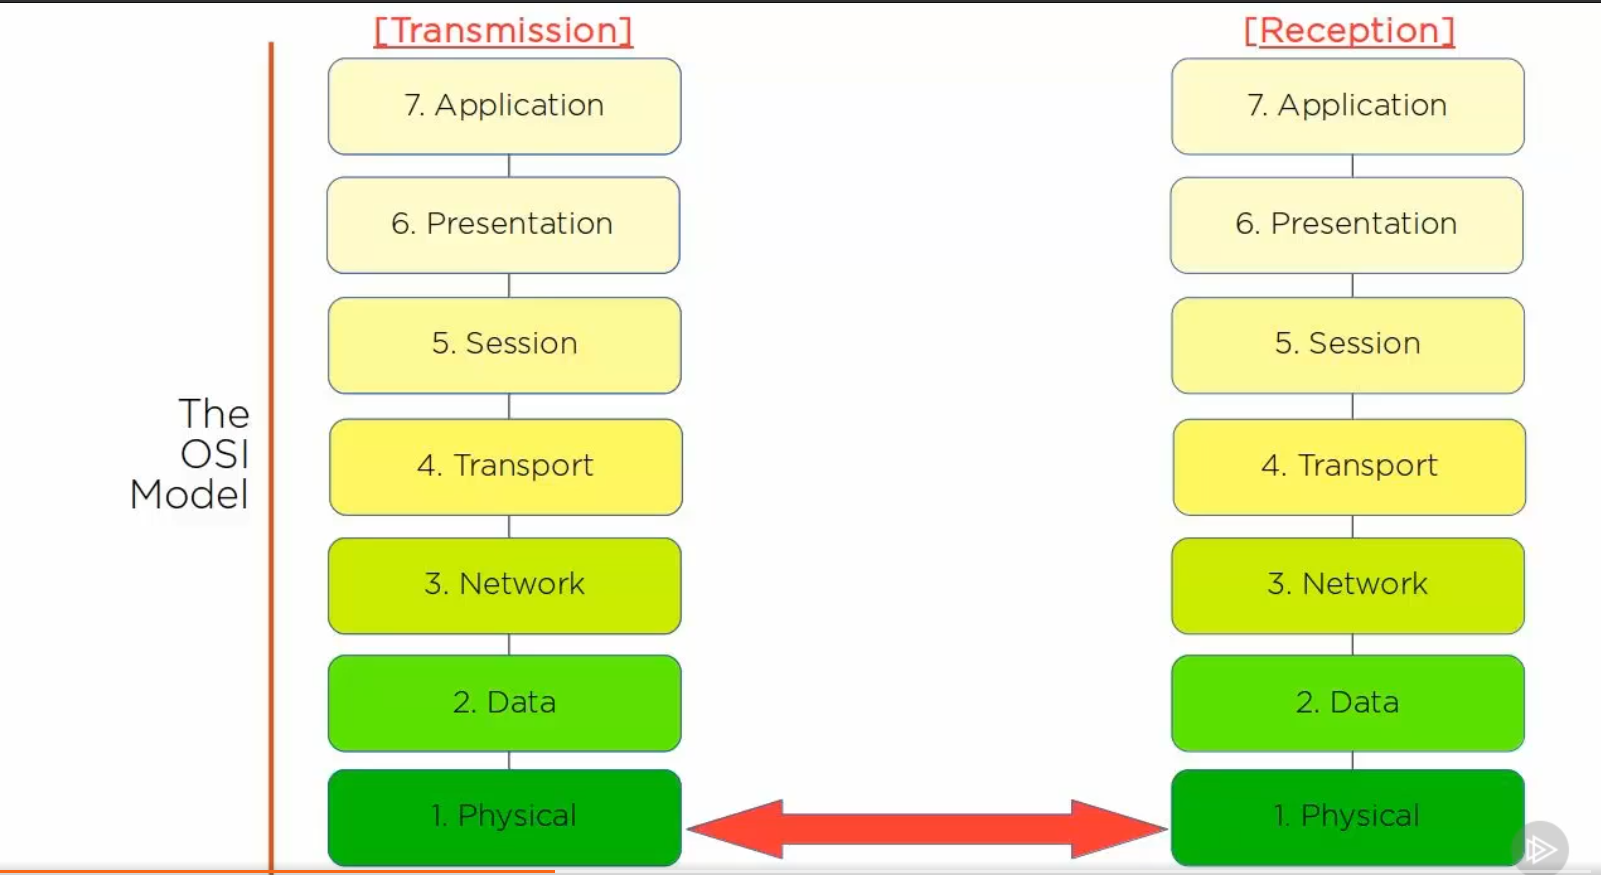 [Transmission]
[Reception]
7. Application
7. Application
6. Presentation
6. Presentation
5. Session
5. Session
The
OSI
Model
4. Transport
4. Transport
3. Network
3. Network
2. Data
2. Data
1. Physical
1. Physical